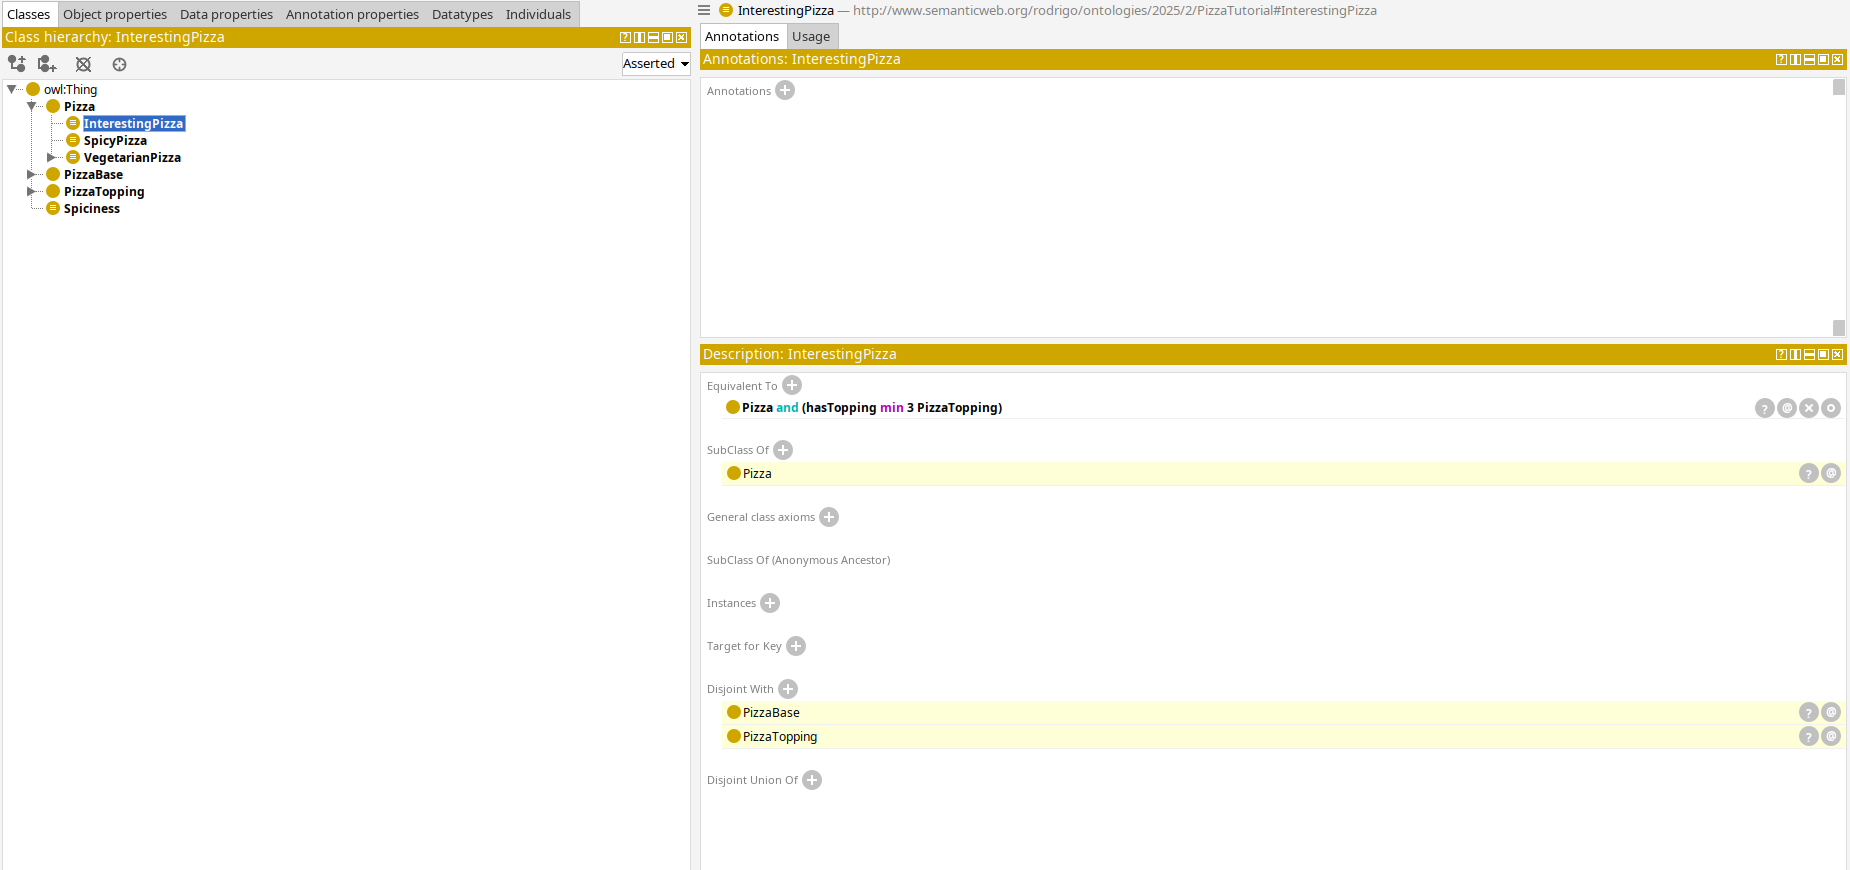 Classes Object properties Data properties Annotation properties Datatypes Individuals
Class hierarchy: InterestingPizza
Asserted
owl:Thing
Pizza
InterestingPizza
SpicyPizza
VegetarianPizza
PizzaBase
PizzaTopping
Spiciness
InterestingPizza — http://www.semanticweb.org/rodrigo/ontologies/2025/2/PizzaTutorial#InterestingPizza
Annotations Usage
Annotations: InterestingPizza
Annotations
Description: InterestingPizza
Equivalent To
Pizza and (hasTopping min 3 PizzaTopping)
SubClass Of
Pizza
General class axioms
SubClass Of (Anonymous Ancestor)
Instances
Target for Key
Disjoint With
PizzaBase
PizzaTopping
Disjoint Union Of